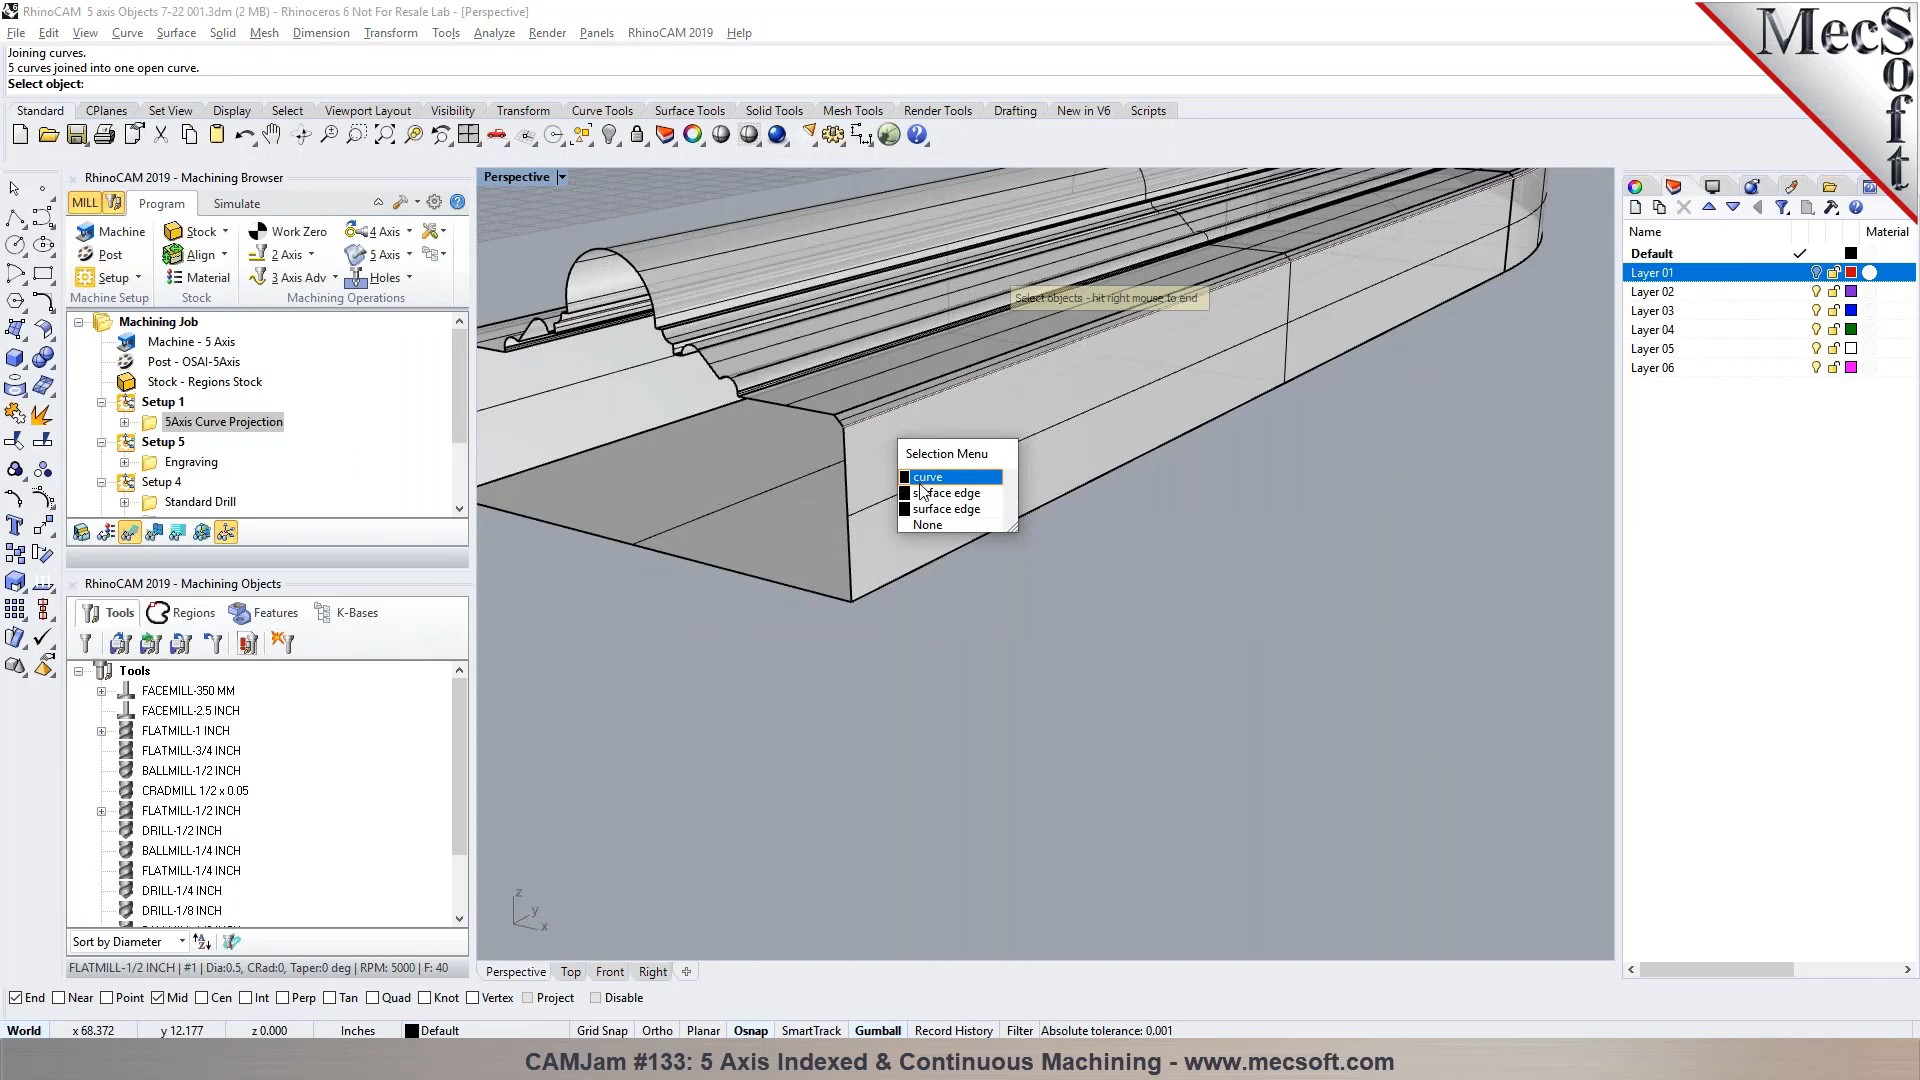 RhinoCAM 5 axis Objects 7-22 001.3dm (2 MB) - Rhinoceros 6 Not For Resale Lab - [Perspective]
File Edit View Curve Surface Solid Mesh Dimension Transform Tools Analyze Render Panels RhinoCAM 2019 Help
Joining curves.
5 curves joined into one open curve.
Select object:
Standard CPlanes Set View Display Select Viewport Layout Visibility Transform Curve Tools Surface Tools Solid Tools Mesh Tools Render Tools Drafting New in V6 Scripts
MecSoft
RhinoCAM 2019 - Machining Browser
MILL Program Simulate
Machine Stock Work Zero 4 Axis
Post Align 2 Axis 5 Axis
Setup Material 3 Axis Adv Holes
Machine Setup Stock Machining Operations
Machining Job
Machine - 5 Axis
Post - OSAI-5Axis
Stock - Regions Stock
Setup 1
5Axis Curve Projection
Setup 5
Engraving
Setup 4
Standard Drill
RhinoCAM 2019 - Machining Objects
Tools Regions Features K-Bases
Tools
FACEMILL-350 MM
FACEMILL-2.5 INCH
FLATMILL-1 INCH
FLATMILL-3/4 INCH
BALLMILL-1/2 INCH
CRADMILL 1/2 x 0.05
FLATMILL-1/2 INCH
DRILL-1/2 INCH
BALLMILL-1/4 INCH
FLATMILL-1/4 INCH
DRILL-1/4 INCH
DRILL-1/8 INCH
Sort by Diameter
FLATMILL-1/2 INCH | #1 | Dia:0.5, CRad:0, Taper:0 deg | RPM: 5000 | F: 40
Perspective
Select objects - hit right mouse to end
Selection Menu
curve
surface edge
surface edge
None
z
y
x
Perspective Top Front Right
Name Material
Default
Layer 01
Layer 02
Layer 03
Layer 04
Layer 05
Layer 06
End Near Point Mid Cen Int Perp Tan Quad Knot Vertex Project Disable
World x 68.372 y 12.177 z 0.000 Inches Default Grid Snap Ortho Planar Osnap SmartTrack Gumball Record History Filter Absolute tolerance: 0.001
CAMJam #133: 5 Axis Indexed & Continuous Machining - www.mecsoft.com